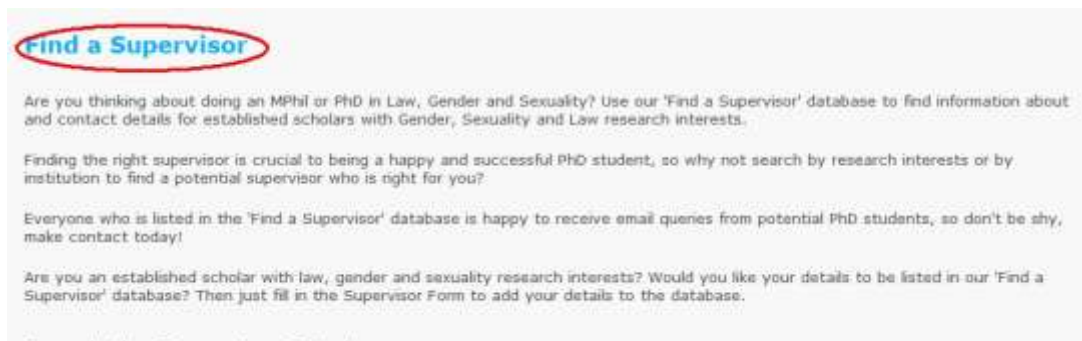 Find a Supervisor
Are you thinking about doing an MPhil or PhD in Law, Gender and Sexuality? Use our 'Find a Supervisor' database to find information about
and contact details for established scholars with Gender, Sexuality and Law research interests.
Finding the right supervisor is crucial to being a happy and successful PhD student, so why not search by research interests or by
institution to find a potential supervisor who is right for you?
Everyone who is listed in the 'Find a Supervisor' database is happy to receive email queries from potential PhD students, so don't be shy,
make contact today!
Are you an established scholar with law, gender and sexuality research interests? Would you like your details to be listed in our 'Find a
Supervisor' database? Then just fill in the Supervisor Form to add your details to the database.